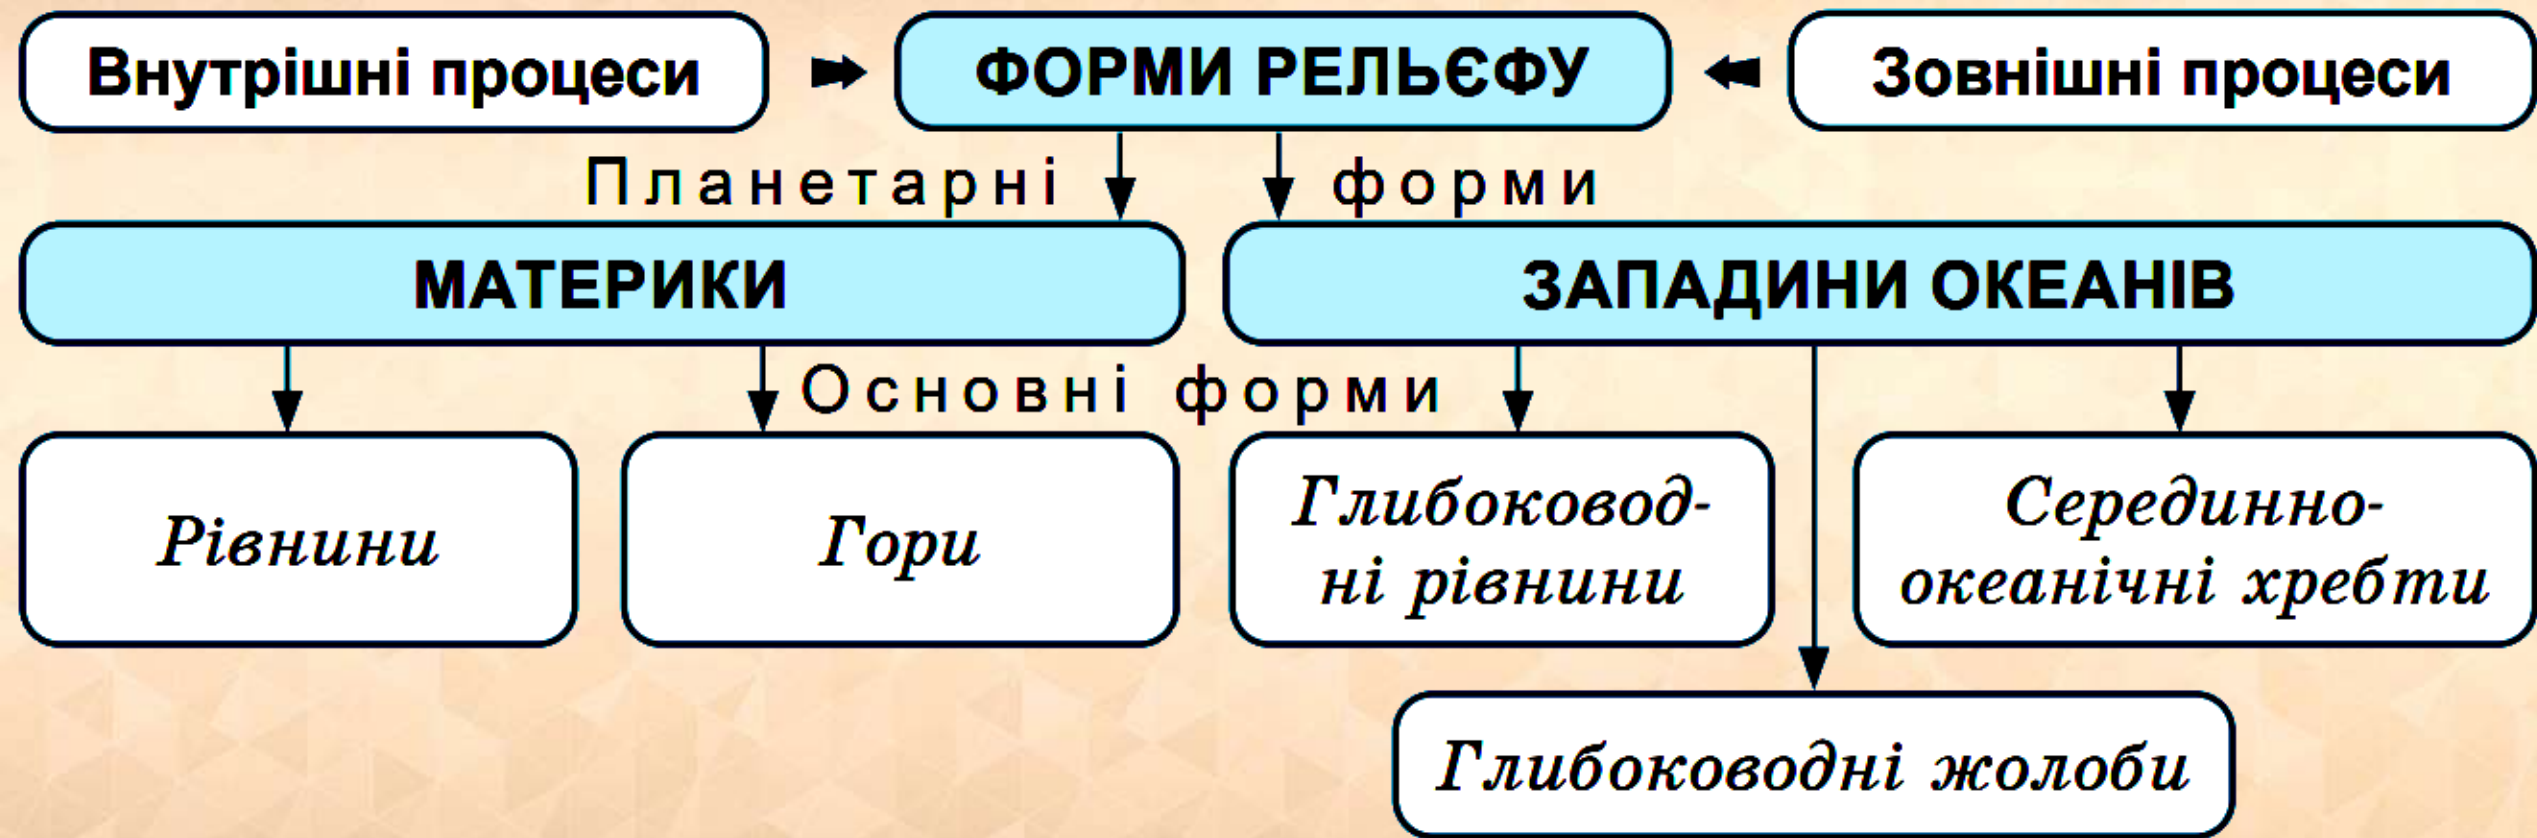 Внутрішні процеси
ФОРМИ РЕЛЬЄФУ
Зовнішні процеси
Планетарні форми
МАТЕРИКИ
ЗАПАДИНИ ОКЕАНІВ
Основні форми
Рівнини
Гори
Глибоковод-
ні рівнини
Серединно-
океанічні хребти
Глибоководні жолоби